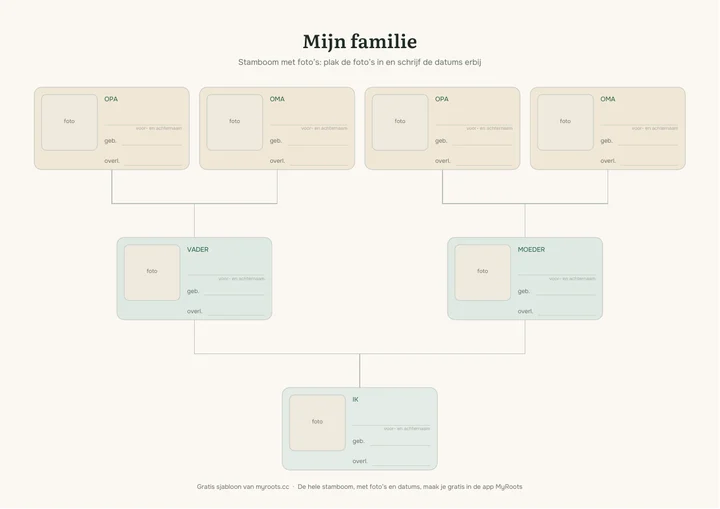 Mijn familie
Stamboom met foto's: plak de foto's in en schrijf de datums erbij
foto
OPA
voor- en achternaam
geb.
overl.
foto
OMA
voor- en achternaam
geb.
overl.
foto
OPA
voor- en achternaam
geb.
overl.
foto
OMA
voor- en achternaam
geb.
overl.
foto
VADER
voor- en achternaam
geb.
overl.
foto
MOEDER
voor- en achternaam
geb.
overl.
foto
IK
voor- en achternaam
geb.
overl.
Gratis sjabloon van myroots.cc · De hele stamboom, met foto's en datums, maak je gratis in de app MyRoots